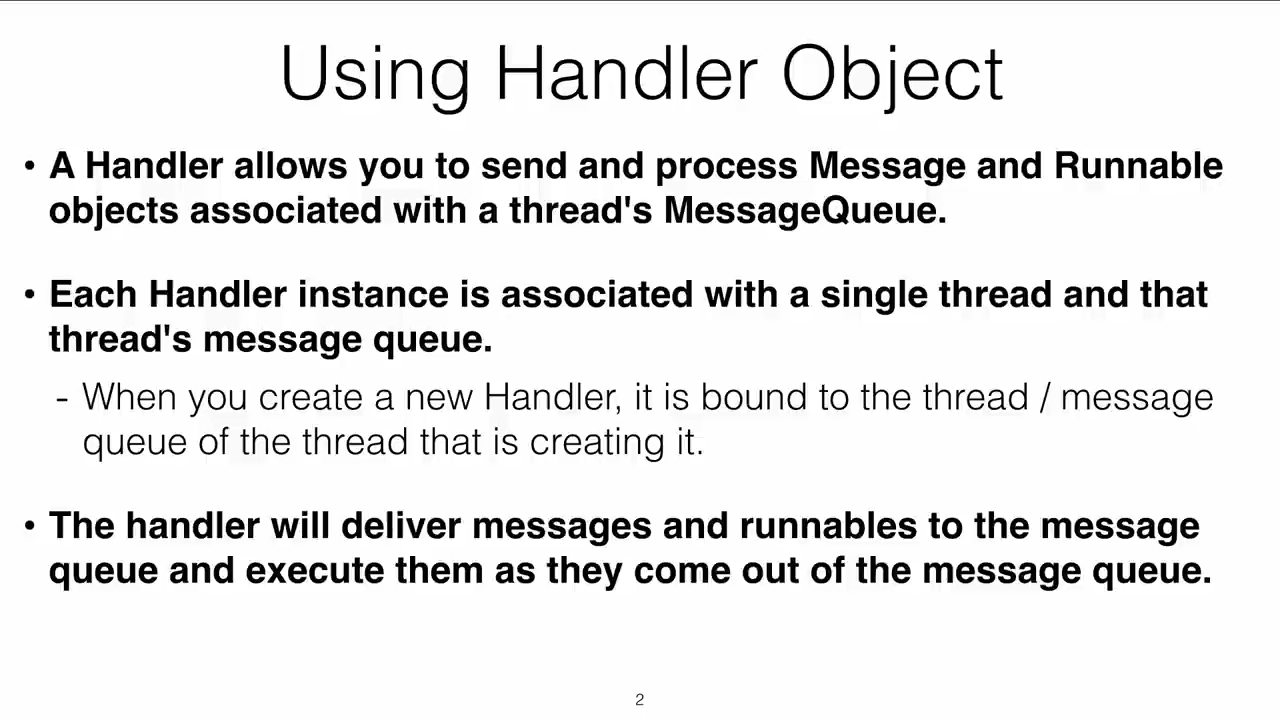 Using Handler Object
• A Handler allows you to send and process Message and Runnable
objects associated with a thread's MessageQueue.
• Each Handler instance is associated with a single thread and that
thread's message queue.
- When you create a new Handler, it is bound to the thread / message
queue of the thread that is creating it.
• The handler will deliver messages and runnables to the message
queue and execute them as they come out of the message queue.
2